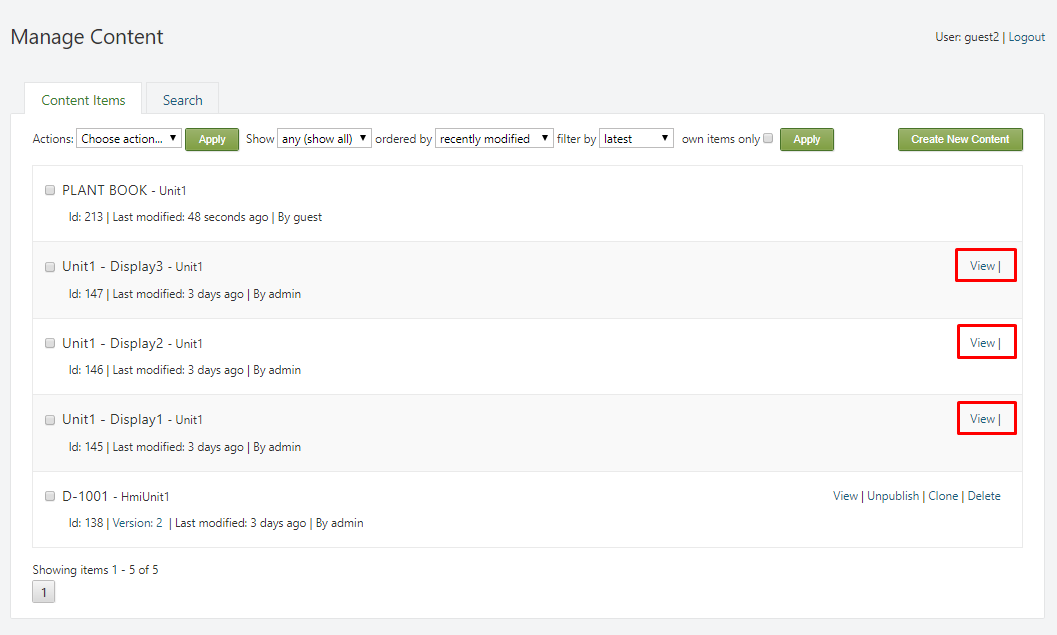 Manage Content
User: guest2 | Logout
Content Items
Search
Actions: Choose action... Apply Show any (show all) ordered by recently modified filter by latest own items only Apply Create New Content
PLANT BOOK - Unit1
Id: 213 | Last modified: 48 seconds ago | By guest
Unit1 - Display3 - Unit1 View |
Id: 147 | Last modified: 3 days ago | By admin
Unit1 - Display2 - Unit1 View |
Id: 146 | Last modified: 3 days ago | By admin
Unit1 - Display1 - Unit1 View |
Id: 145 | Last modified: 3 days ago | By admin
D-1001 - HmiUnit1 View | Unpublish | Clone | Delete
Id: 138 | Version: 2 | Last modified: 3 days ago | By admin
Showing items 1 - 5 of 5
1